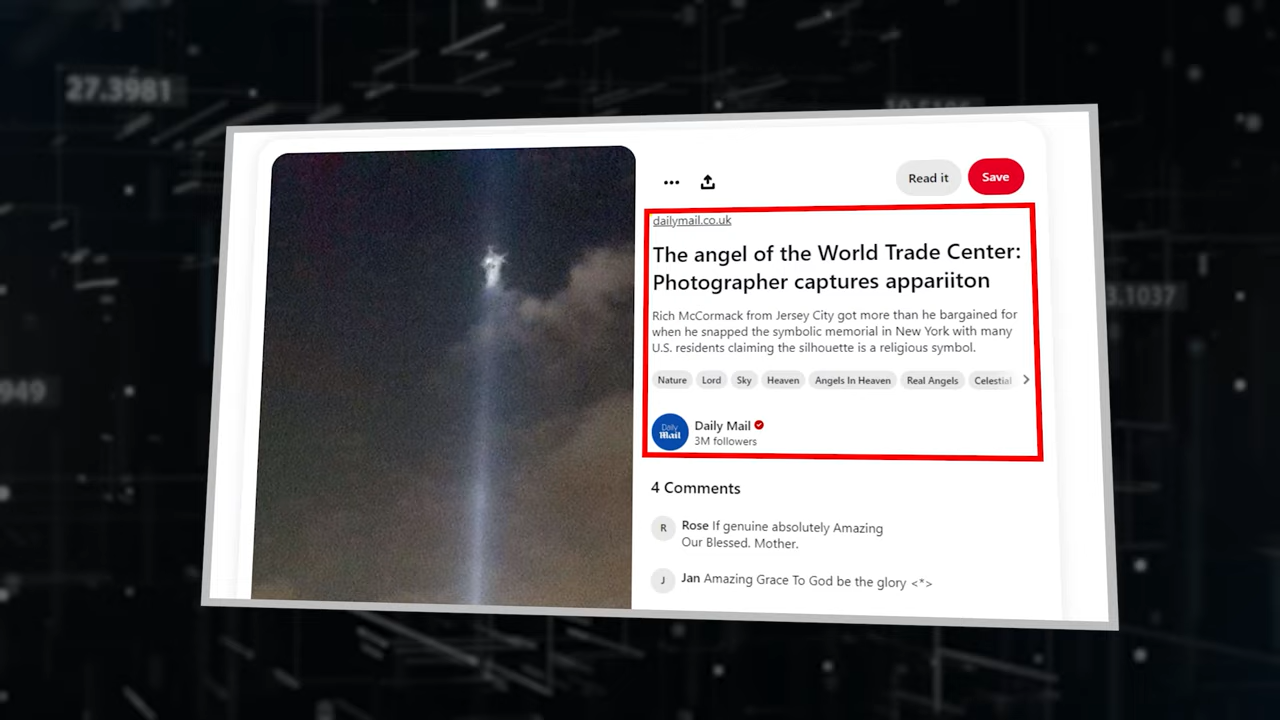 27.3981
dailymail.co.uk
Read it
Save
The angel of the World Trade Center:
Photographer captures appariiton
Rich McCormack from Jersey City got more than he bargained for
when he snapped the symbolic memorial in New York with many
U.S. residents claiming the silhouette is a religious symbol.
Nature Lord Sky Heaven Angels In Heaven Real Angels Celestial
3.1037
949
Daily Mail
Daily Mail
3M followers
4 Comments
R
Rose If genuine absolutely Amazing
Our Blessed. Mother.
J
Jan Amazing Grace To God be the glory <*>